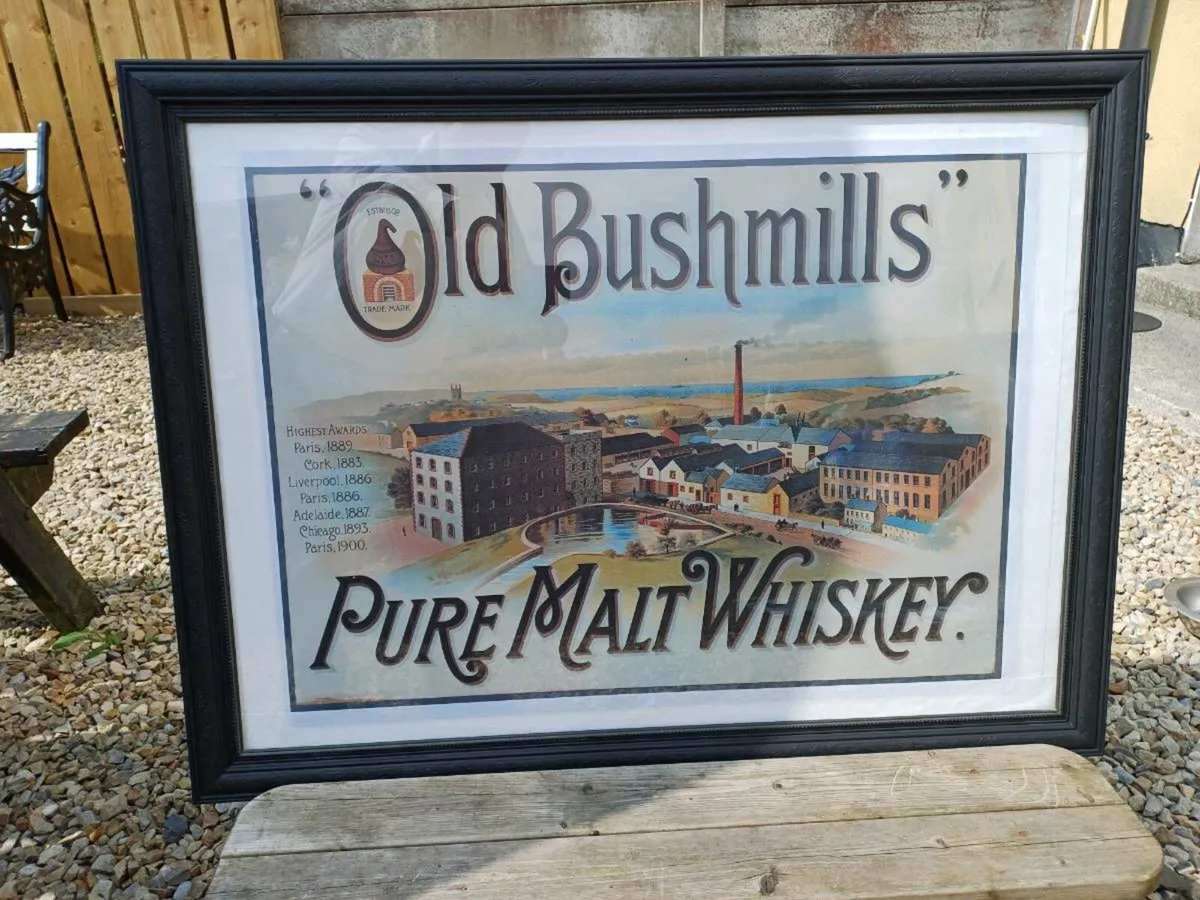 “Old Bushmills”
ESTD 1608
TRADE MARK
HIGHEST AWARDS
Paris, 1889.
Cork, 1883.
Liverpool, 1886.
Paris, 1886.
Adelaide, 1887.
Chicago, 1893.
Paris, 1900.
PURE MALT WHISKEY.